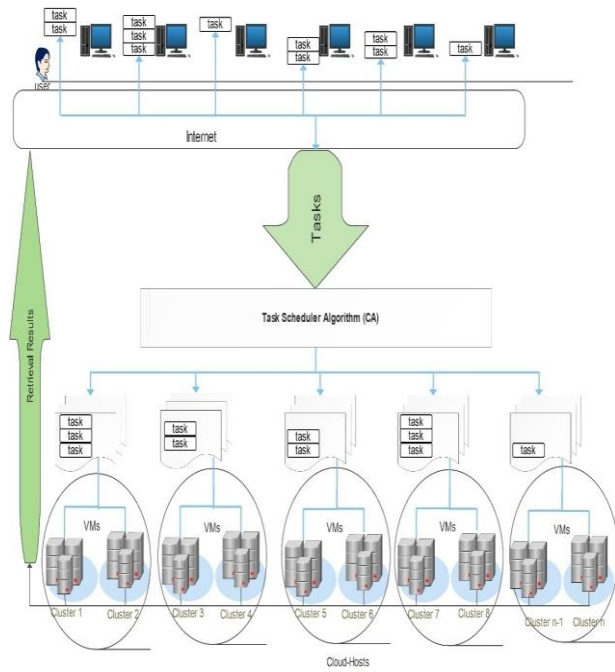 task
task
task
task
task
task
task
task
task
task
task
user
Internet
Tasks
Task Scheduler Algorithm (CA)
Retrieval Results
task
task
task
task
task
task
task
task
task
task
task
VMs
VMs
VMs
VMs
VMs
Cluster 1
Cluster 2
Cluster 3
Cluster 4
Cluster 5
Cluster 6
Cluster 7
Cluster 8
Cluster n-1
Cluster n
Cloud-Hosts